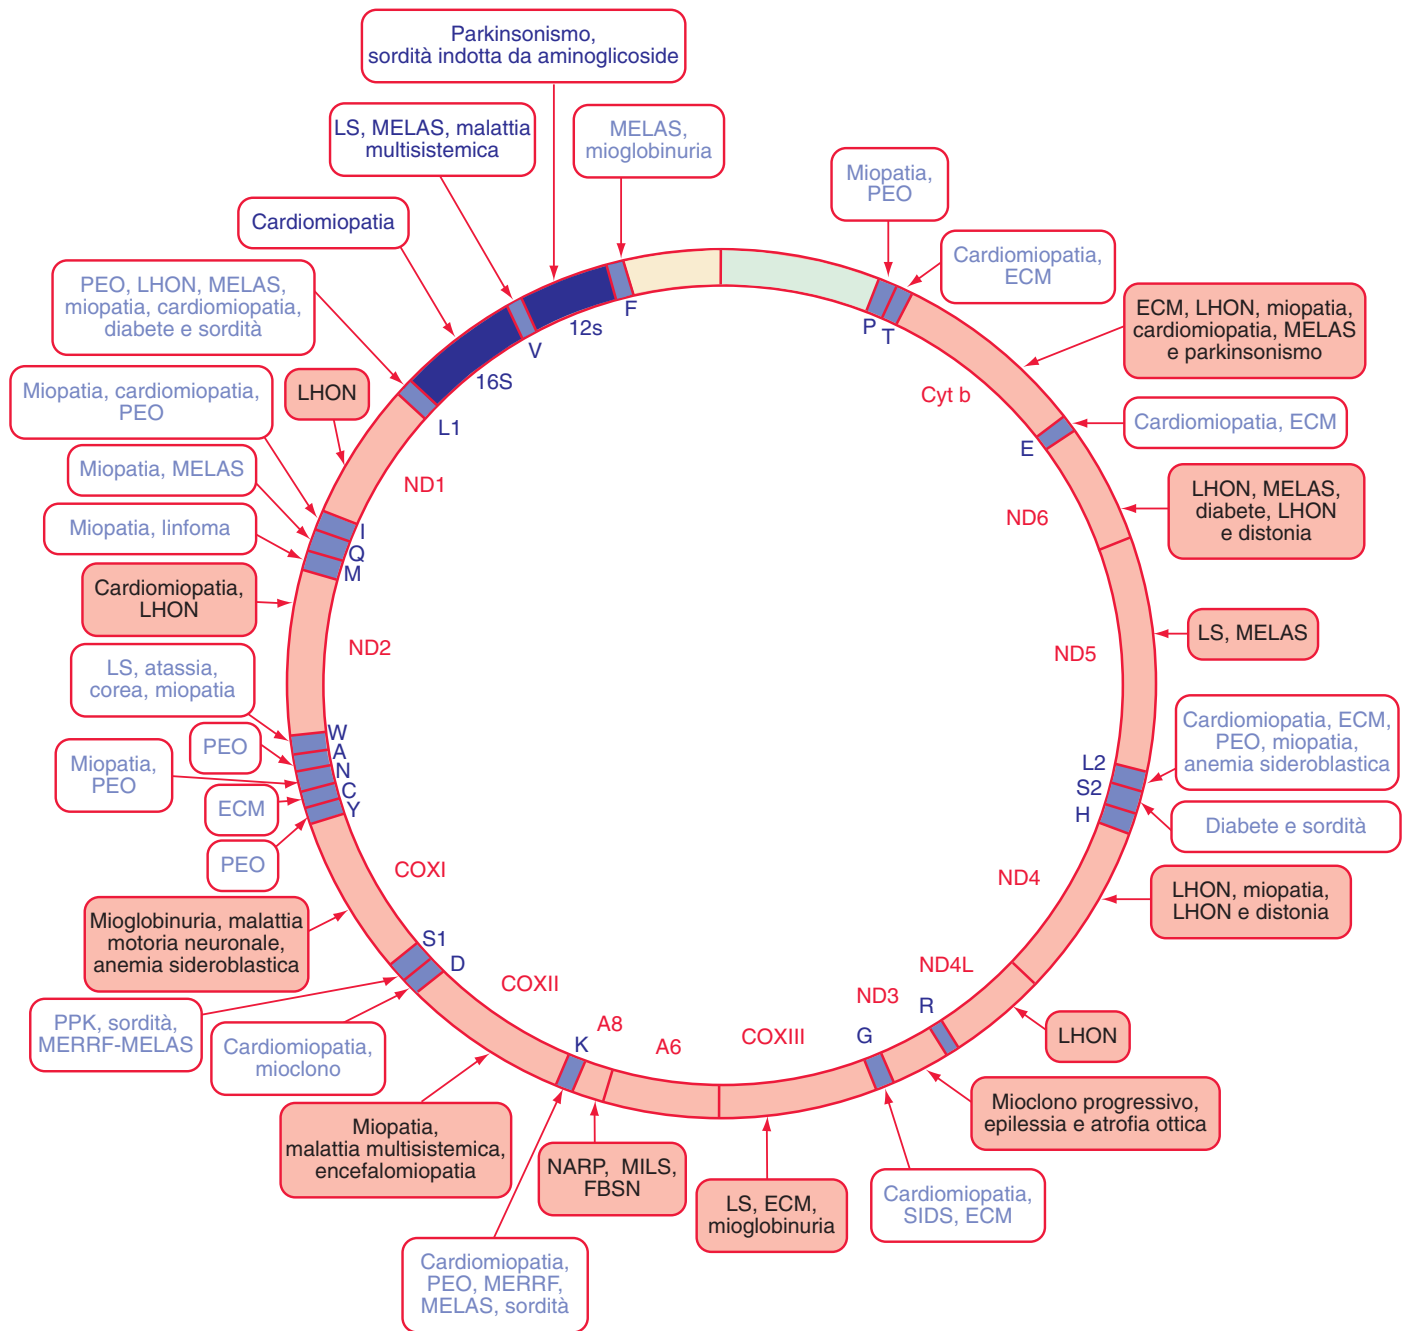 Parkinsonismo,
sordità indotta da aminoglicoside
LS, MELAS, malattia
multisistemica
MELAS,
mioglobinuria
Miopatia,
PEO
Cardiomiopatia
Cardiomiopatia,
ECM
PEO, LHON, MELAS,
miopatia, cardiomiopatia,
diabete e sordità
ECM, LHON, miopatia,
cardiomiopatia, MELAS
e parkinsonismo
F
12s
V
P
T
16S
L1
Cyt b
Miopatia, cardiomiopatia,
PEO
LHON
Cardiomiopatia, ECM
E
Miopatia, MELAS
ND1
LHON, MELAS,
diabete, LHON
e distonia
ND6
Miopatia, linfoma
I
Q
M
Cardiomiopatia,
LHON
ND2
ND5
LS, MELAS
LS, atassia,
corea, miopatia
W
A
N
C
Y
PEO
Miopatia,
PEO
ECM
PEO
L2
S2
H
Cardiomiopatia, ECM,
PEO, miopatia,
anemia sideroblastica
Diabete e sordità
COXI
ND4
LHON, miopatia,
LHON e distonia
Mioglobinuria, malattia
motoria neuronale,
anemia sideroblastica
S1
D
COXII
ND4L
ND3
R
G
COXIII
A6
A8
K
PPK, sordità,
MERRF-MELAS
Cardiomiopatia,
mioclono
LHON
Mioclono progressivo,
epilessia e atrofia ottica
Miopatia,
malattia multisistemica,
encefalomiopatia
NARP, MILS,
FBSN
LS, ECM,
mioglobinuria
Cardiomiopatia,
SIDS, ECM
Cardiomiopatia,
PEO, MERRF,
MELAS, sordità